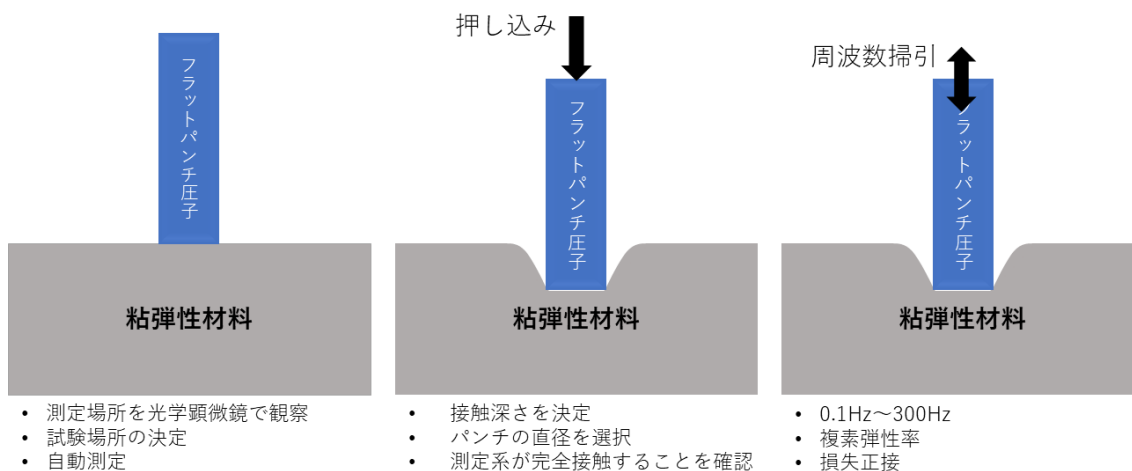 フラットパンチ圧子
粘弾性材料
• 測定場所を光学顕微鏡で観察
• 試験場所の決定
• 自動測定
押し込み
フラットパンチ圧子
粘弾性材料
• 接触深さを決定
• パンチの直径を選択
• 測定系が完全接触することを確認
周波数掃引
フラットパンチ圧子
粘弾性材料
• 0.1Hz～300Hz
• 複素弾性率
• 損失正接